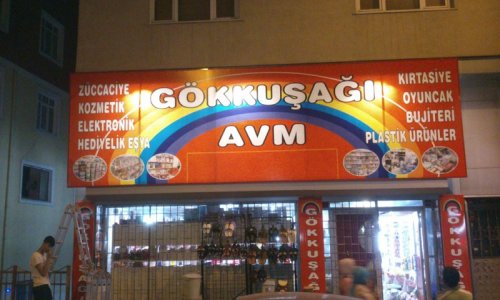 ZÜCCACİYE
KOZMETİK
ELEKTRONİK
HEDİYELİK EŞYA
GÖKKUŞAĞI
AVM
KIRTASİYE
OYUNCAK
BUJİTERİ
PLASTİK ÜRÜNLER
GÖKKUŞAĞI
GÖKKUŞAĞI